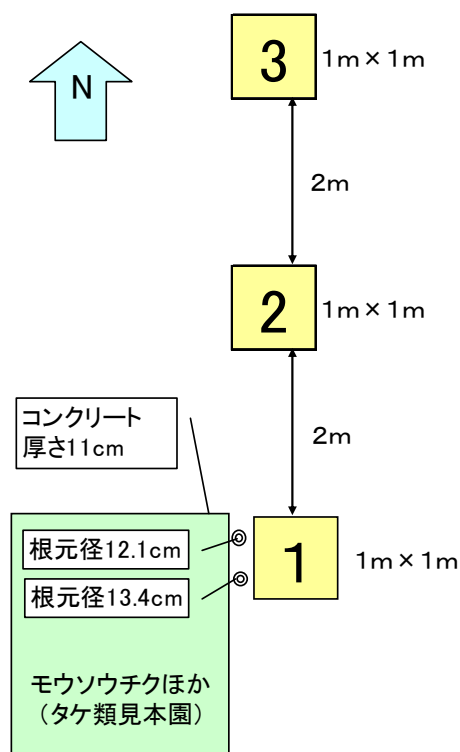 3
1m×1m
N
2m
2
1m×1m
コンクリート
厚さ11cm
2m
根元径12.1cm
1
1m×1m
根元径13.4cm
モウソウチクほか
（タケ類見本園）